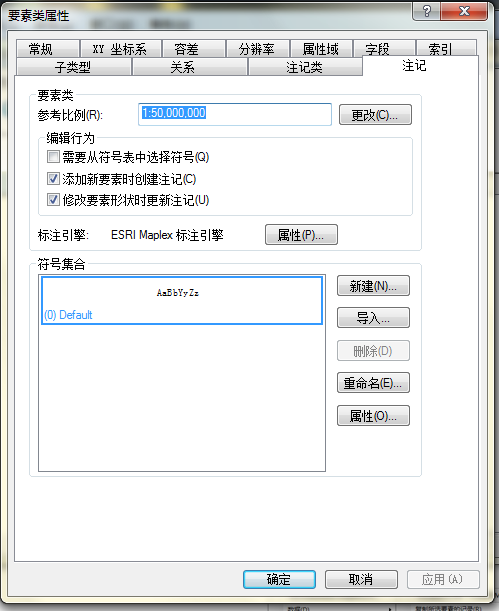 要素类属性
常规 XY 坐标系 容差 分辨率 属性域 字段 索引
子类型 关系 注记类 注记
要素类
参考比例(R): 1:50,000,000 更改(C)...
编辑行为
需要从符号表中选择符号(Q)
添加新要素时创建注记(C)
修改要素形状时更新注记(U)
标注引擎: ESRI Maplex 标注引擎 属性(P)...
符号集合
AaBbYyZz
(0) Default
新建(N)...
导入...
删除(D)
重命名(E)...
属性(O)...
确定 取消 应用(A)